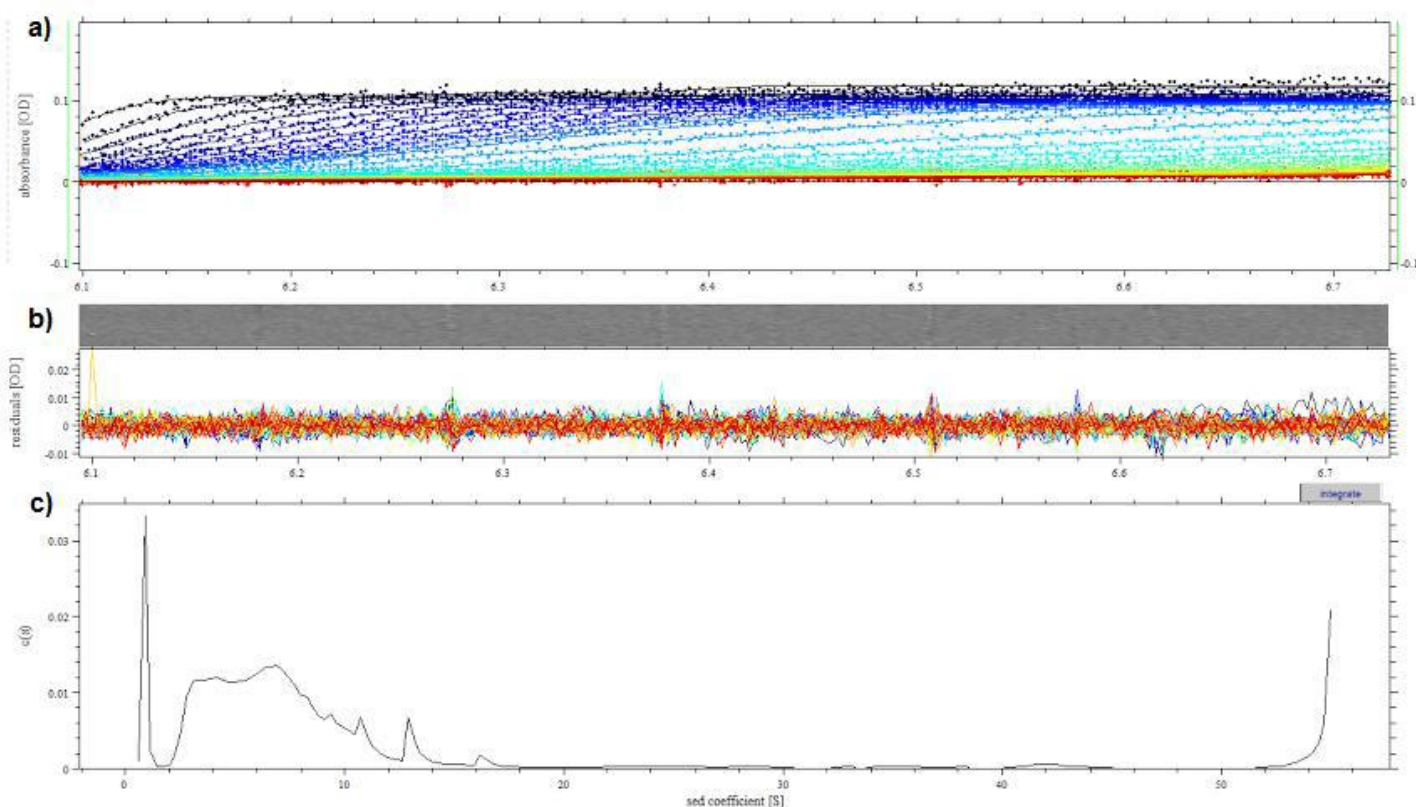 a)
absorbance [OD]
0.1
0
-0.1
0.1
0
-0.1
6.1 6.2 6.3 6.4 6.5 6.6 6.7
b)
residuals [OD]
0.02
0.01
0
-0.01
6.1 6.2 6.3 6.4 6.5 6.6 6.7
c)
integrate
c(s)
0.03
0.02
0.01
0
0 10 20 30 40 50
sed coefficient [S]